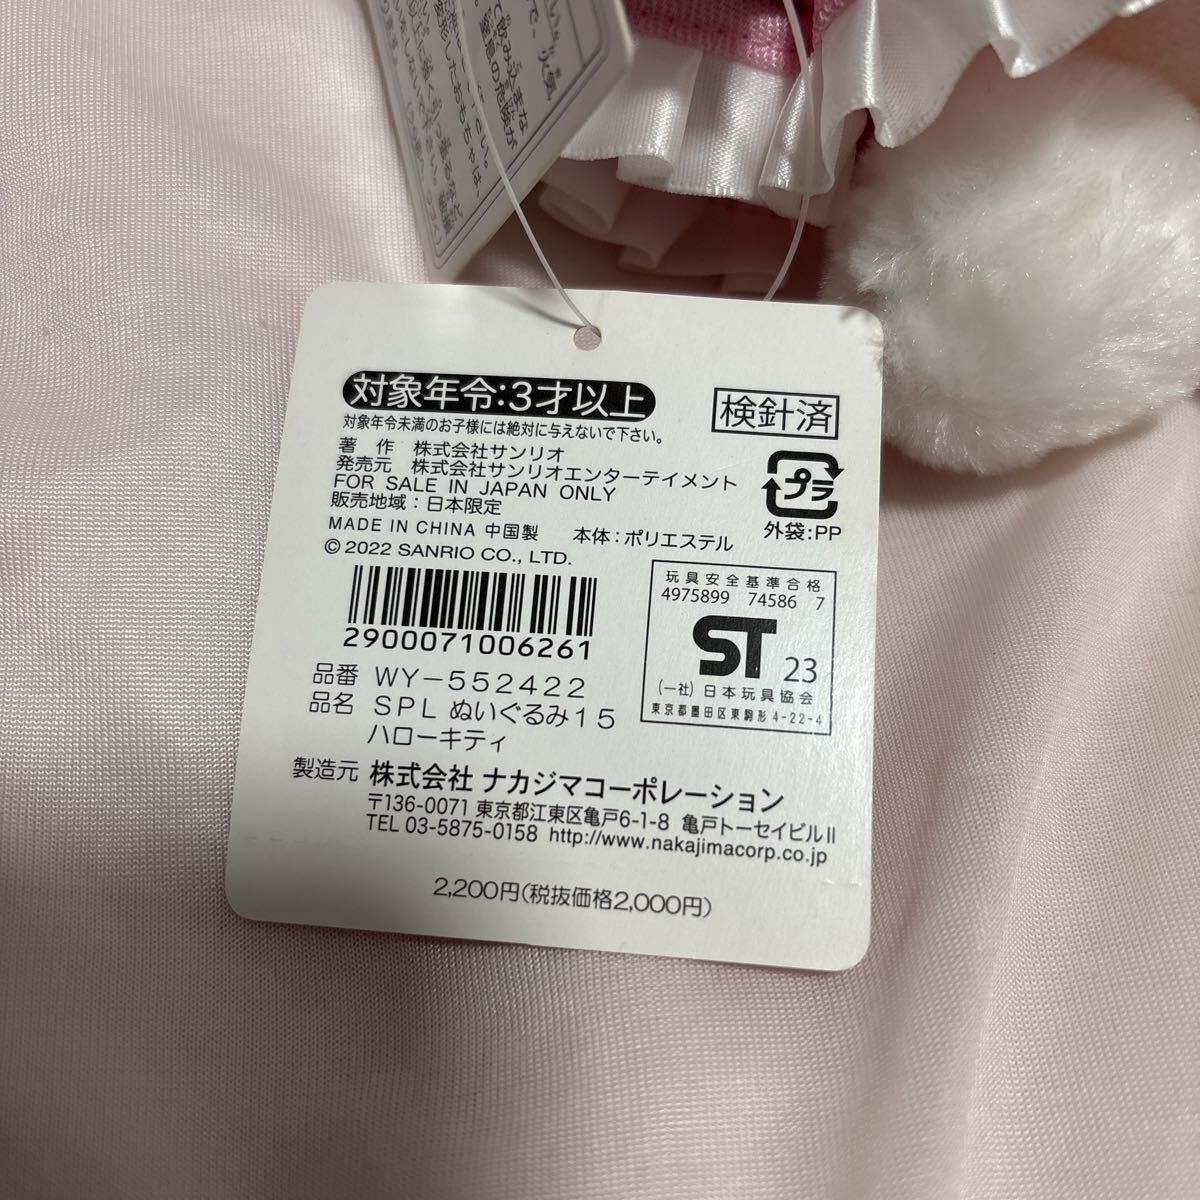 対象年令:3才以上
検針済
対象年令未満のお子様には絶対に与えないで下さい。
著 作 株式会社サンリオ
発売元 株式会社サンリオエンターテイメント
FOR SALE IN JAPAN ONLY
販売地域:日本限定
プラ
外袋:PP
MADE IN CHINA 中国製 本体:ポリエステル
© 2022 SANRIO CO., LTD.
2900071006261
玩具安全基準合格
4975899 74586 7
ST 23
(一社)日本玩具協会
東京都墨田区東駒形4-22-4
品番 WY-552422
品名 SPL ぬいぐるみ15
ハローキティ
製造元 株式会社 ナカジマコーポレーション
〒136-0071 東京都江東区亀戸6-1-8 亀戸トーセイビルⅡ
TEL 03-5875-0158 http://www.nakajimacorp.co.jp
2,200円(税抜価格2,000円)